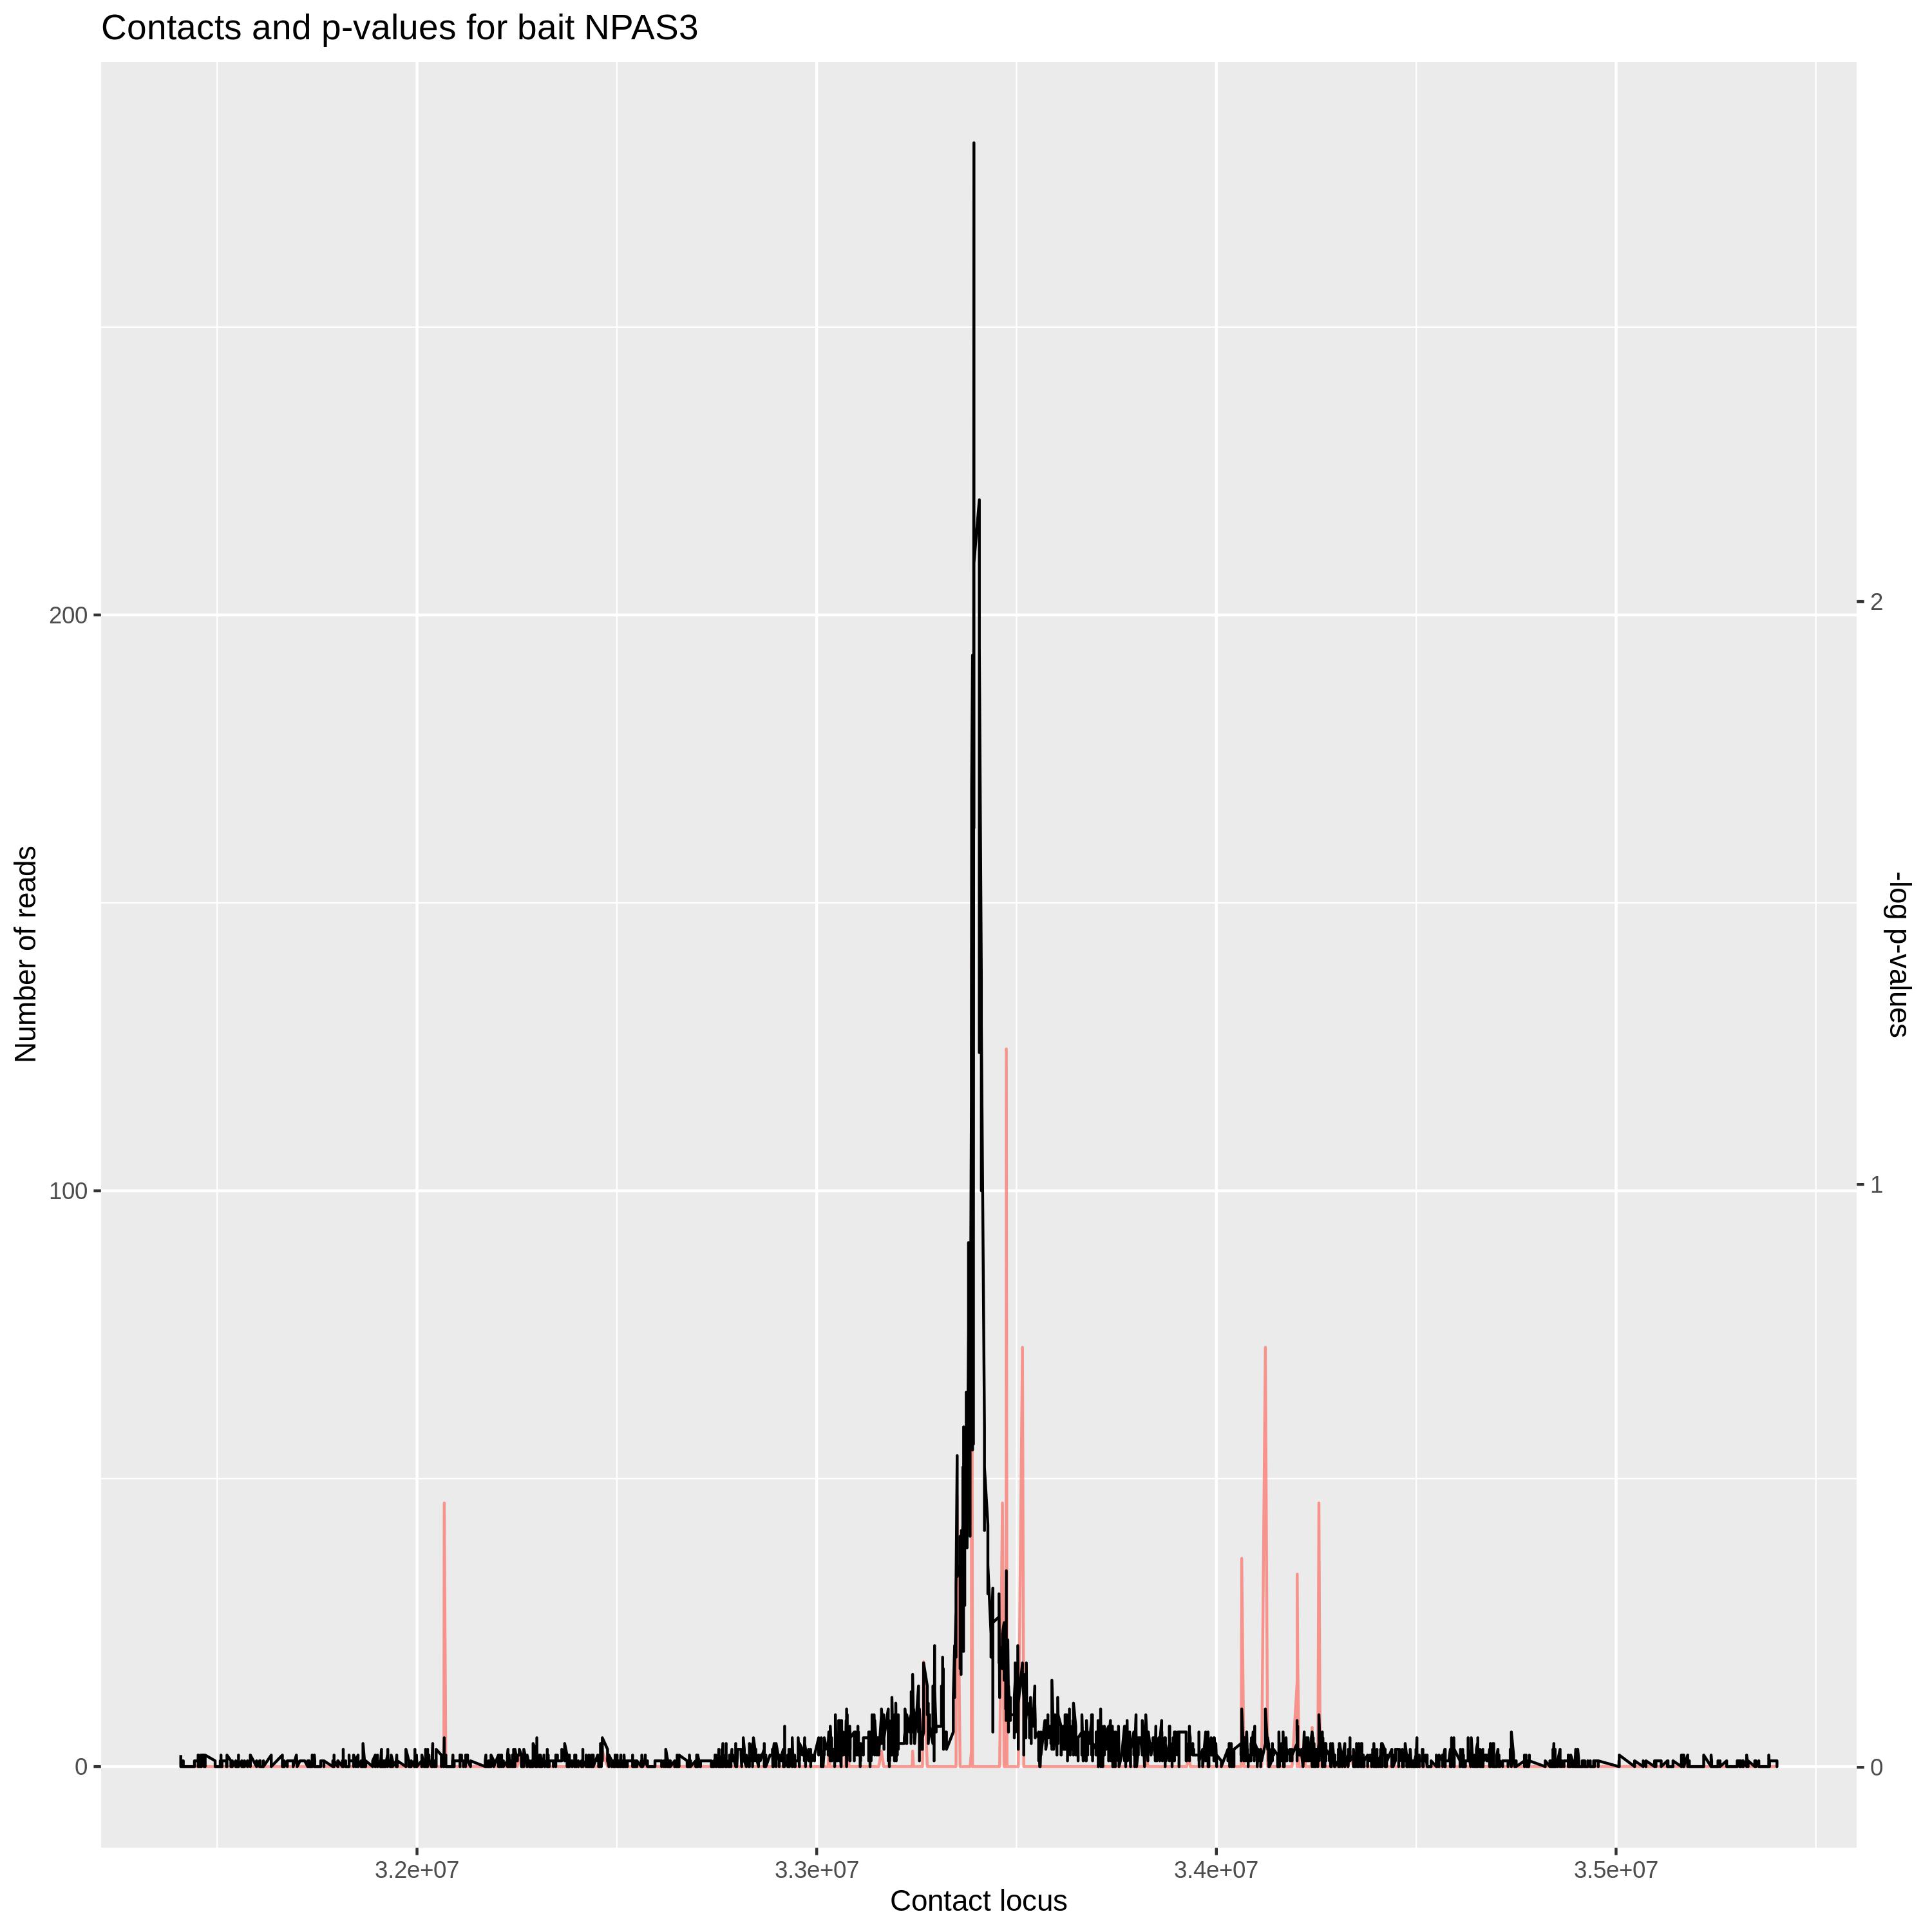 Contacts and p-values for bait NPAS3
Number of reads
200
100
0
-log p-values
2
1
0
3.2e+07
3.3e+07
3.4e+07
3.5e+07
Contact locus